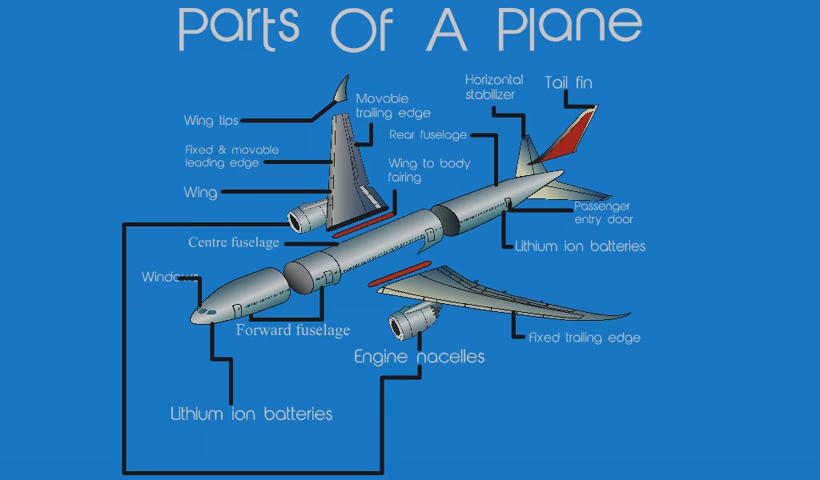 Parts Of A Plane
Horizontal
stabilizer
Tail fin
Movable
trailing edge
Wing tips
Rear fuselage
Fixed & movable
leading edge
Wing to body
fairing
Wing
Passenger
entry door
Centre fuselage
Lithium ion batteries
Windows
Forward fuselage
Fixed trailing edge
Engine nacelles
Lithium ion batteries